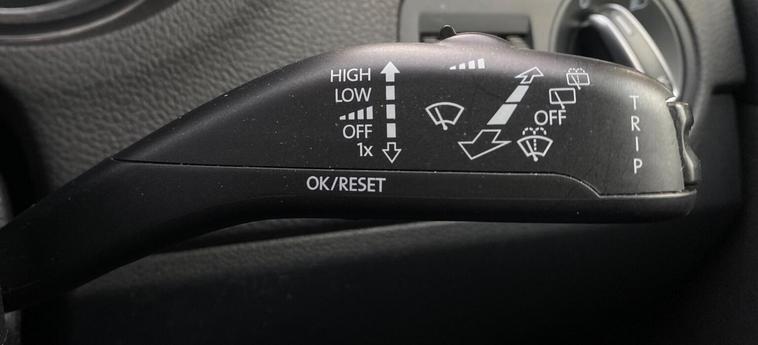 HIGH
LOW
OFF
1x
OFF
TRIP
OK/RESET